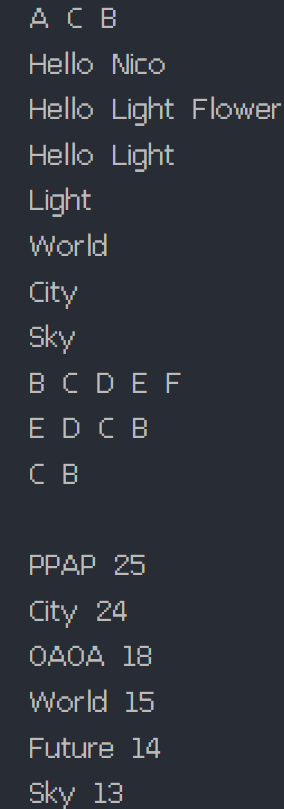 A C B
Hello Nico
Hello Light Flower
Hello Light
Light
World
City
Sky
B C D E F
E D C B
C B

PPAP 25
City 24
0A0A 18
World 15
Future 14
Sky 13